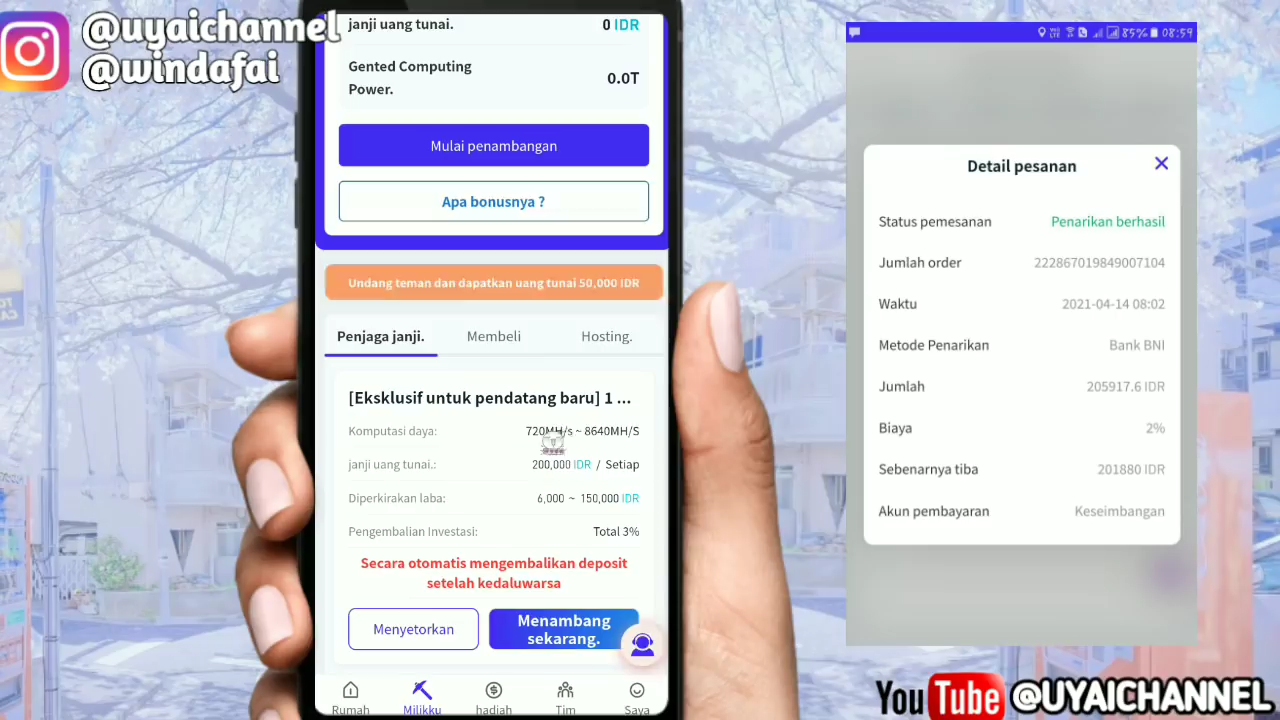 @uyaichannel
@windafai
janji uang tunai.
0 IDR
Gented Computing
Power.
0.0T
Mulai penambangan
Apa bonusnya ?
Undang teman dan dapatkan uang tunai 50,000 IDR
Penjaga janji.
Membeli
Hosting.
[Eksklusif untuk pendatang baru] 1 ...
Komputasi daya:
720MH/s ~ 8640MH/S
janji uang tunai.:
200,000 IDR / Setiap
Diperkirakan laba:
6,000 ~ 150,000 IDR
Pengembalian Investasi:
Total 3%
Secara otomatis mengembalikan deposit
setelah kedaluwarsa
Menyetorkan
Menambang
sekarang.
Rumah
Milikku
hadiah
Tim
Saya
85% 08:59
Detail pesanan
Status pemesanan
Penarikan berhasil
Jumlah order
222867019849007104
Waktu
2021-04-14 08:02
Metode Penarikan
Bank BNI
Jumlah
205917.6 IDR
Biaya
2%
Sebenarnya tiba
201880 IDR
Akun pembayaran
Keseimbangan
YouTube @UYAICHANNEL